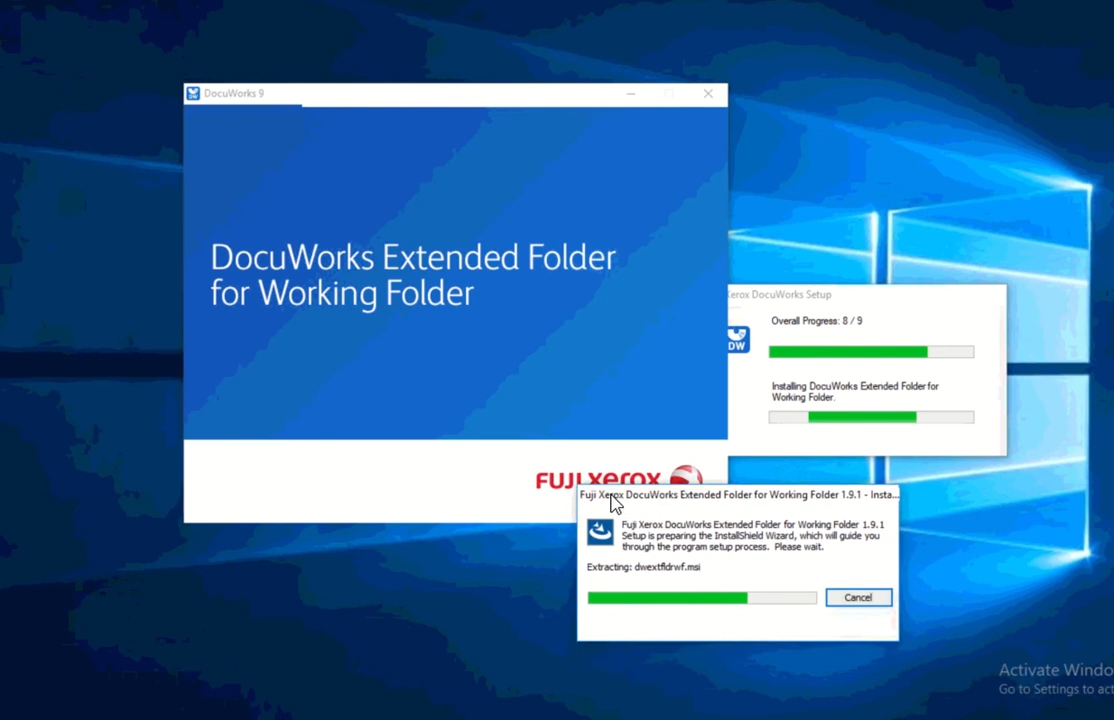 DocuWorks 9
DocuWorks Extended Folder
for Working Folder
FUJI XEROX
Xerox DocuWorks Setup
Overall Progress: 8 / 9
DW
Installing DocuWorks Extended Folder for
Working Folder.
Fuji Xerox DocuWorks Extended Folder for Working Folder 1.9.1 - Insta...
Fuji Xerox DocuWorks Extended Folder for Working Folder 1.9.1
Setup is preparing the InstallShield Wizard, which will guide you
through the program setup process. Please wait.
Extracting: dwextfldrwf.msi
Cancel
Activate Windo
Go to Settings to act